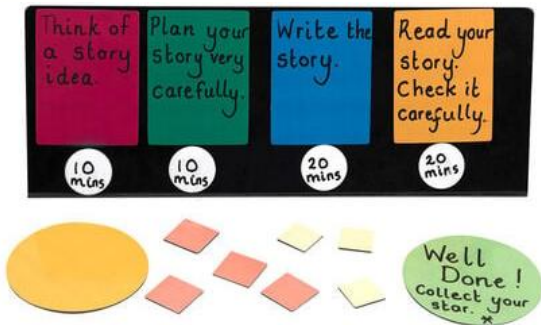 Think of
a story
idea.
Plan your
story very
carefully.
Write the
story.
Read your
story.
Check it
carefully.
10
mins
10
mins
20
mins
20
mins
Well
Done!
Collect your
star.